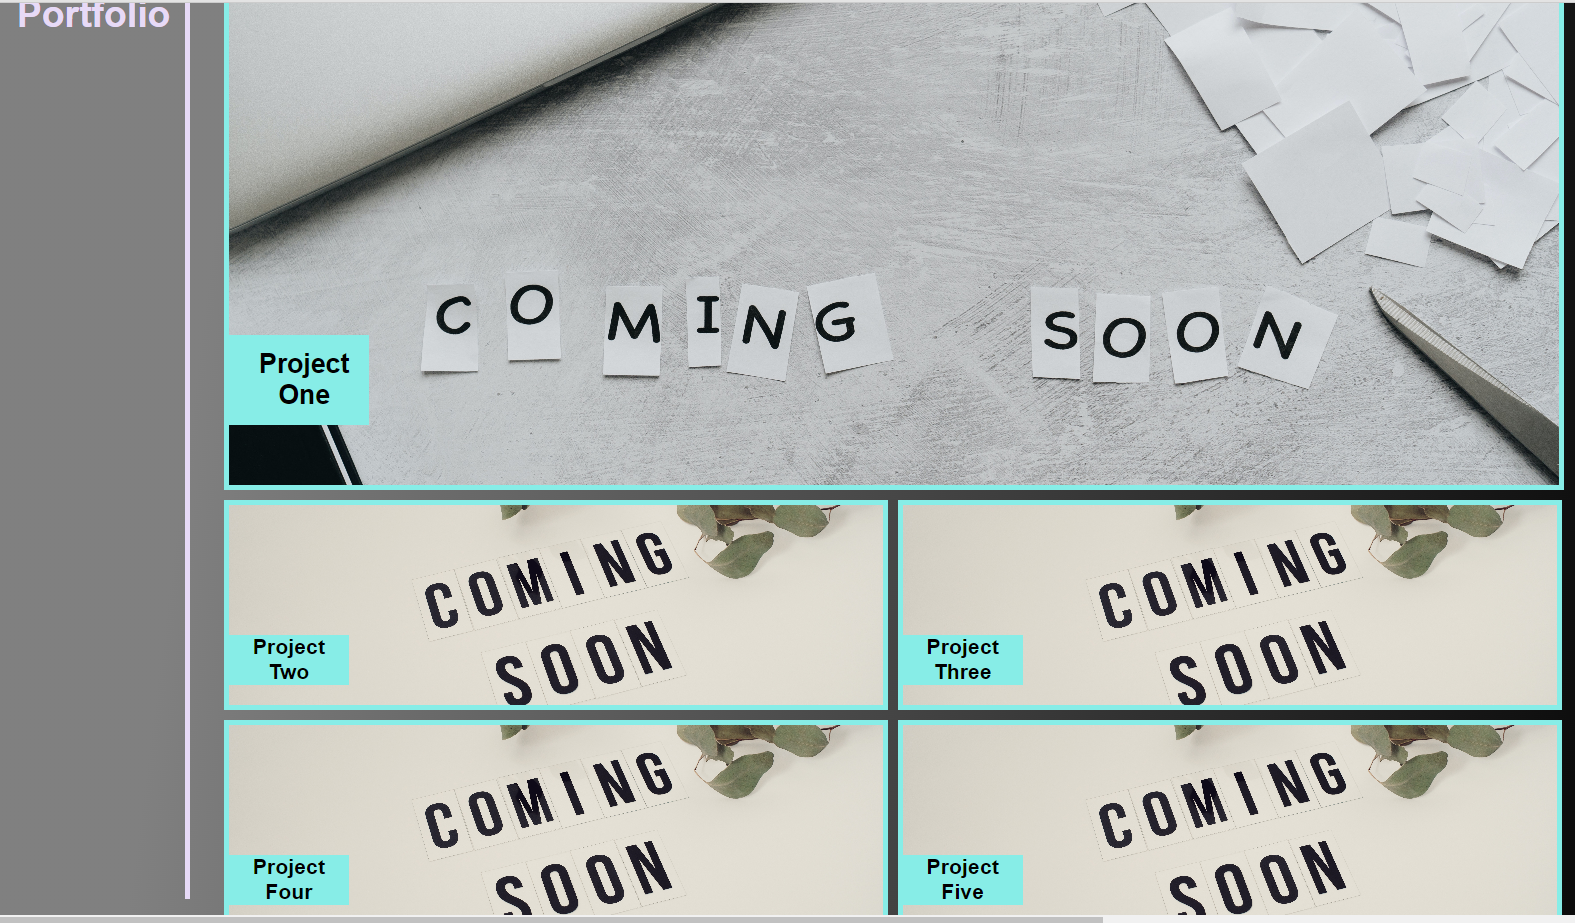 Portfolio
COMING SOON
Project
One
COMING
SOON
Project
Two
COMING
SOON
Project
Three
COMING
SOON
Project
Four
COMING
SOON
Project
Five